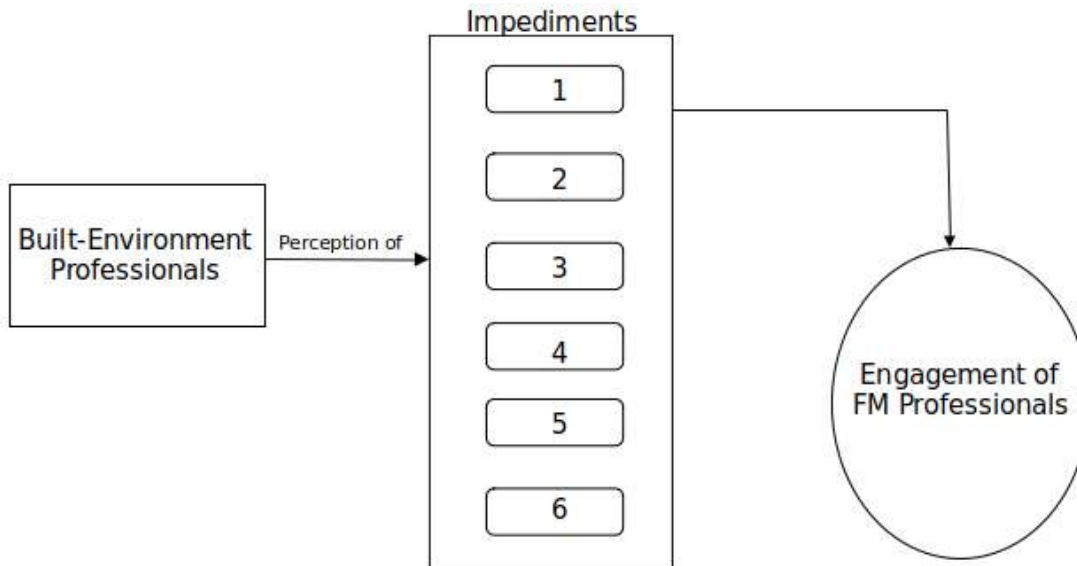 Impediments
1
2
3
4
5
6
Built-Environment
Professionals
Perception of
Engagement of
FM Professionals